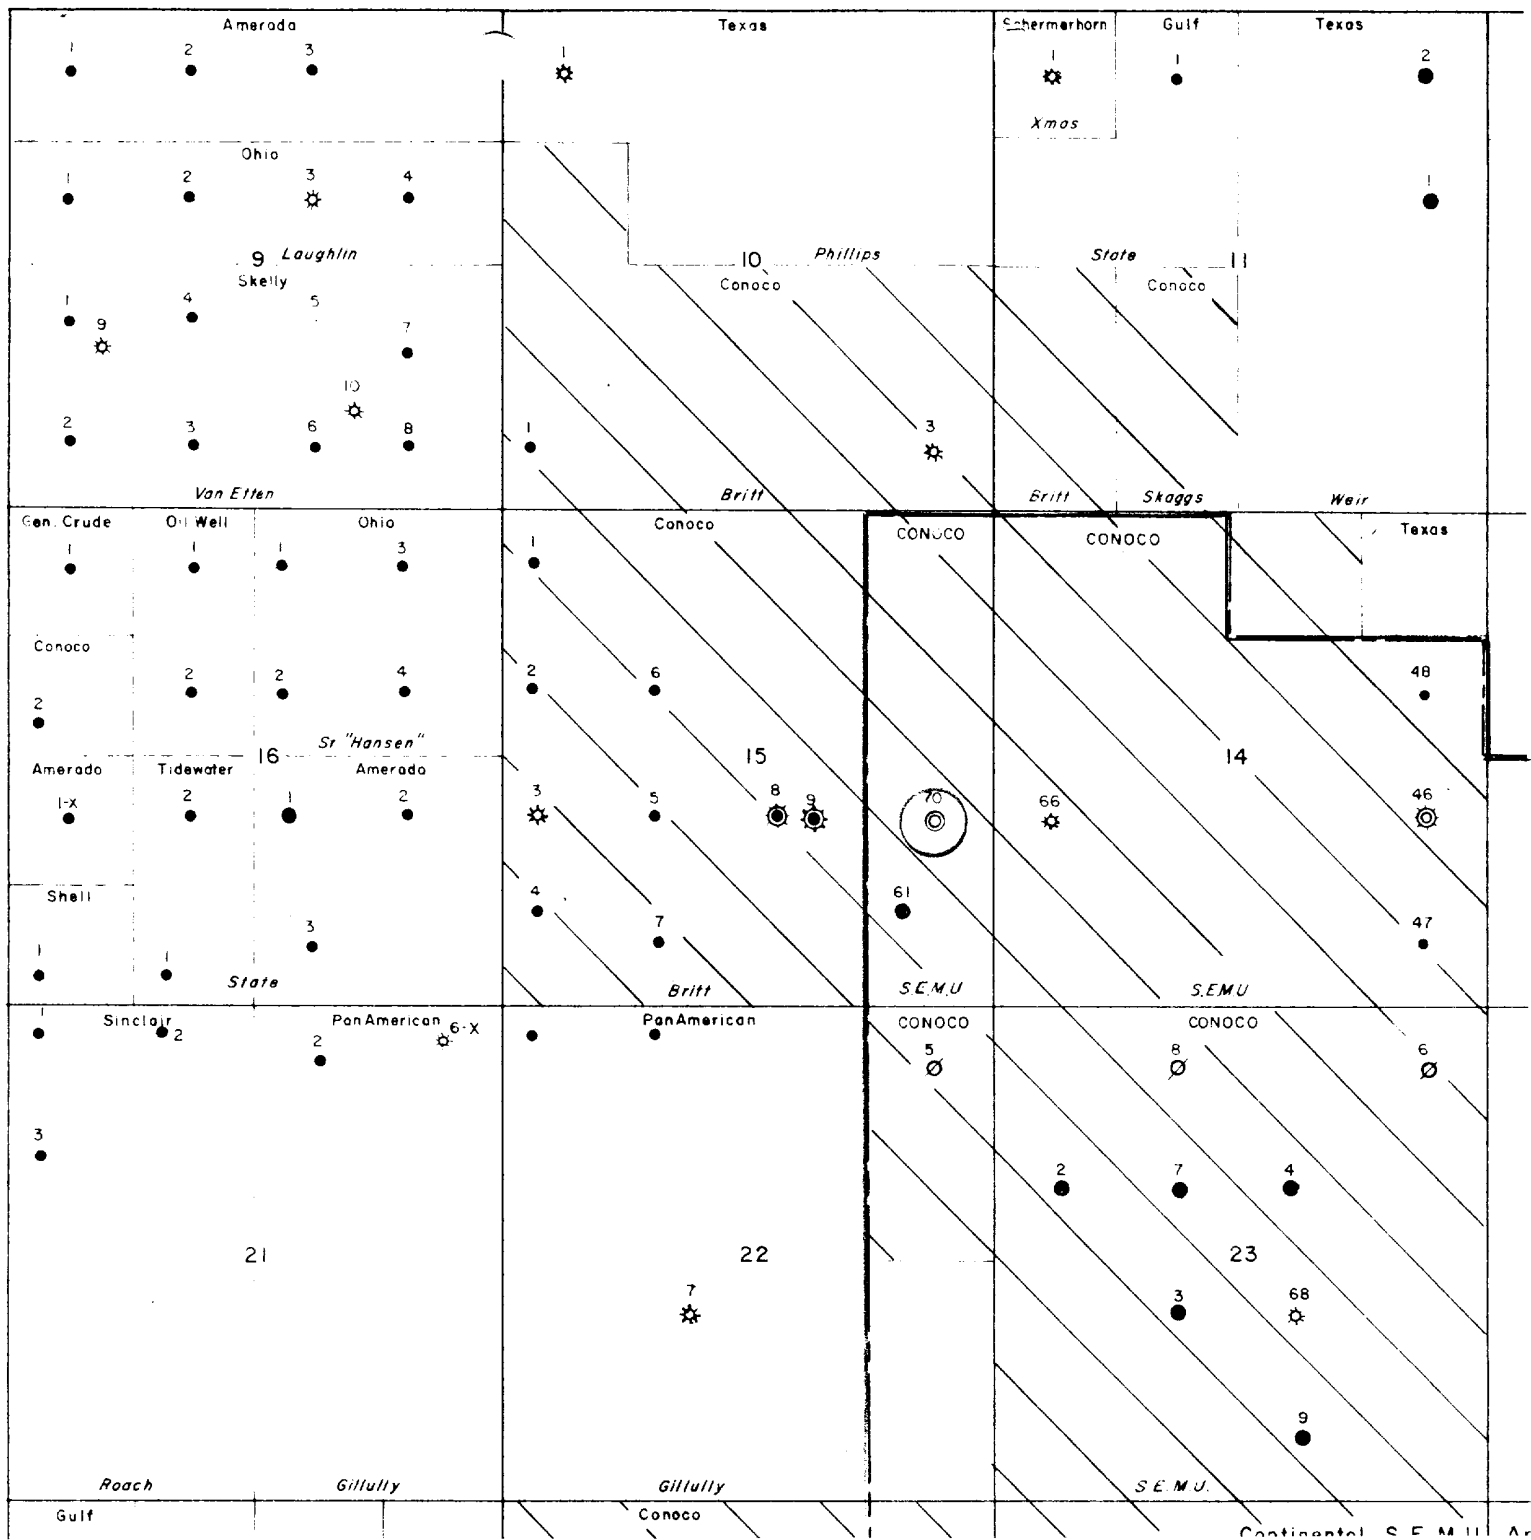 Amerada
Texas
Schermerhorn
Gulf
Texas
1
2
3
1
1
1
2
Xmas
Ohio
1
2
3
4
1
9
Laughlin
10
Phillips
State
11
Skelly
Conoco
Conoco
1
9
4
5
7
10
2
3
6
8
1
3
Van Etten
Britt
Britt
Skaggs
Weir
Gen. Crude
Oil Well
Ohio
Conoco
CONOCO
CONOCO
Texas
1
1
1
3
1
Conoco
2
2
2
4
2
6
48
St "Hansen"
16
15
14
Amerado
Tidewater
Amerada
1-X
2
1
2
3
5
8
9
70
66
46
Shell
4
7
61
47
1
1
3
State
Britt
S.E.M.U
S.E.M.U
1
Sinclair
2
2
PanAmerican
6-X
PanAmerican
CONOCO
CONOCO
5
8
6
3
2
7
4
21
22
23
7
3
68
9
Roach
Gillully
Gillully
S.E.M.U.
Gulf
Conoco
Continental S.E.M.U.